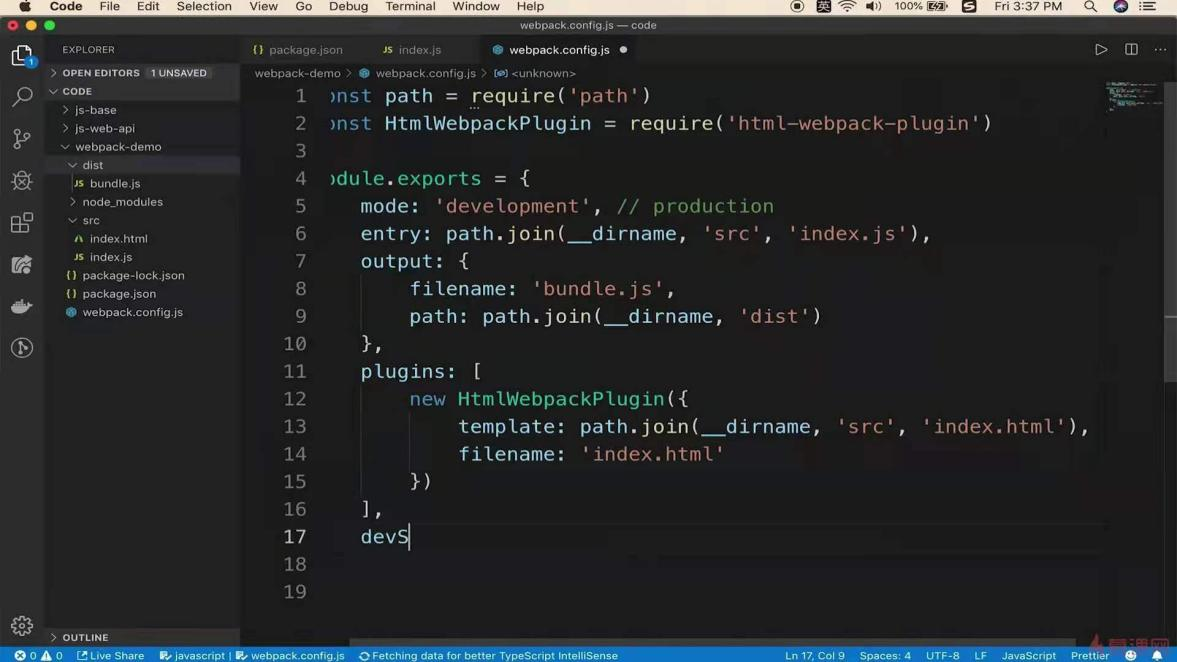 Code File Edit Selection View Go Debug Terminal Window Help 英 100% S Fri 3:37 PM
webpack.config.js — code
EXPLORER
{ } package.json JS index.js webpack.config.js
OPEN EDITORS 1 UNSAVED
webpack-demo webpack.config.js <unknown>
CODE
js-base
js-web-api
webpack-demo
dist
JS bundle.js
node_modules
src
index.html
JS index.js
{} package-lock.json
{} package.json
webpack.config.js
OUTLINE
1 onst path = require('path')
2 onst HtmlWebpackPlugin = require('html-webpack-plugin')
3
4 odule.exports = {
5 mode: 'development', // production
6 entry: path.join(__dirname, 'src', 'index.js'),
7 output: {
8 filename: 'bundle.js',
9 path: path.join(__dirname, 'dist')
10 },
11 plugins: [
12 new HtmlWebpackPlugin({
13 template: path.join(__dirname, 'src', 'index.html'),
14 filename: 'index.html'
15 })
16 ],
17 devS
18
19
1
0 0 Live Share javascript | webpack.config.js Fetching data for better TypeScript IntelliSense Ln 17, Col 9 Spaces: 4 UTF-8 LF JavaScript Prettier